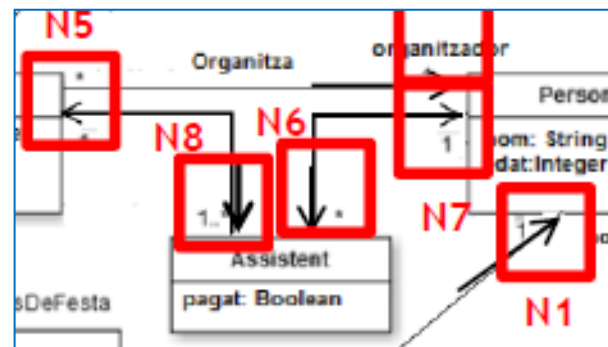 N5
*
Organitza
organitzador
N8
N6
1
Person
nom: String
edat:Integer
N7
1..*
*
1
Assistent
pagat: Boolean
sDeFesta
N1